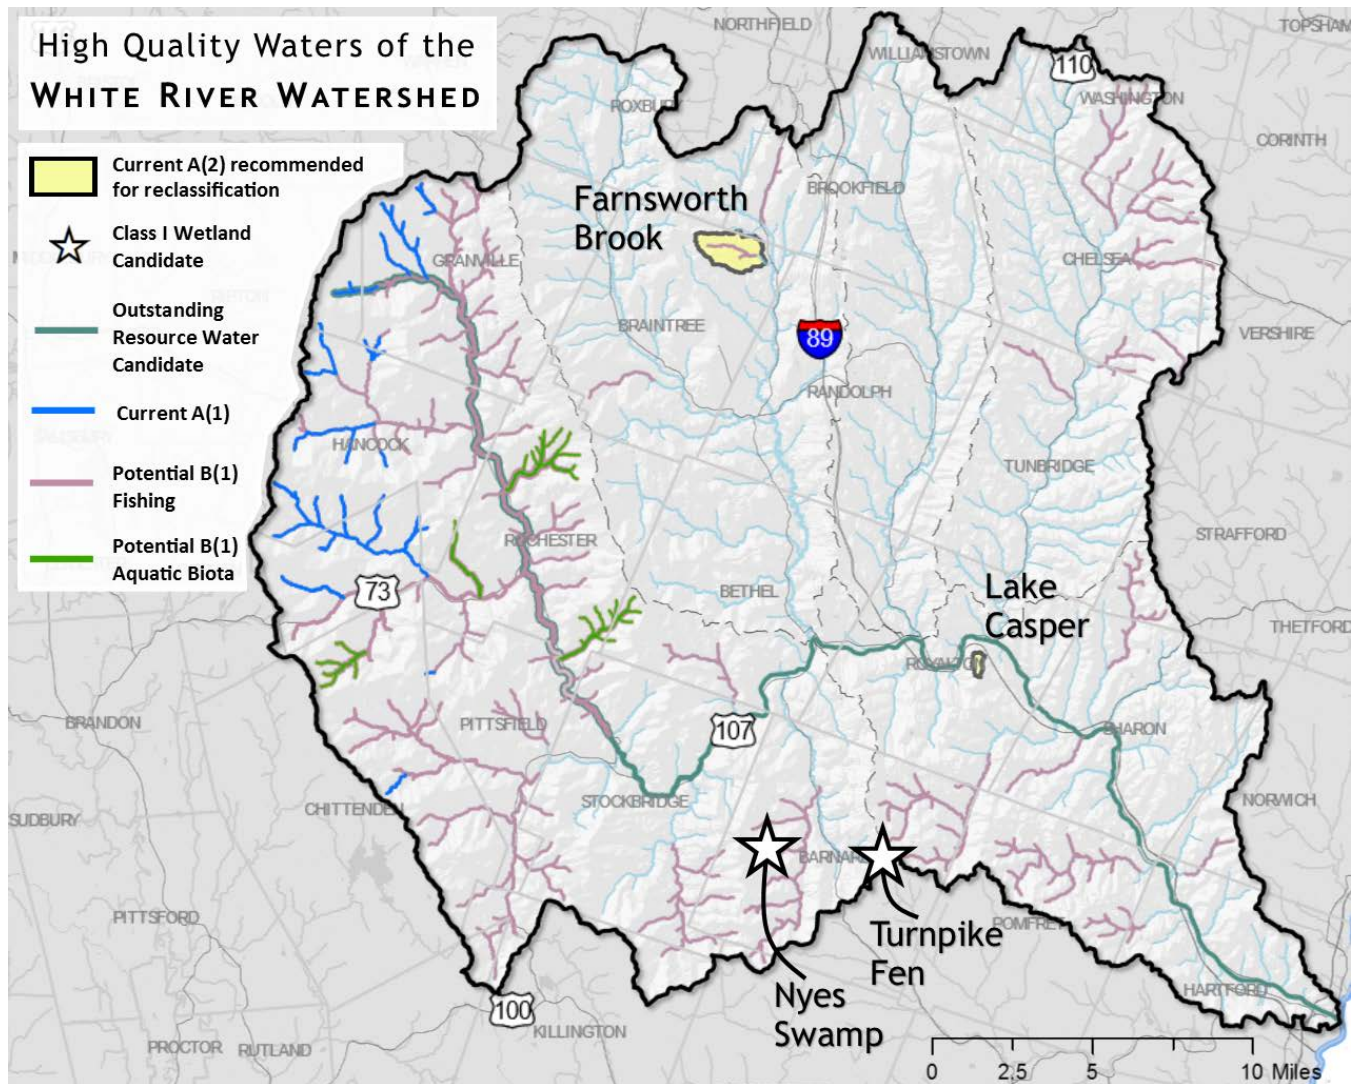 High Quality Waters of the
WHITE RIVER WATERSHED
Current A(2) recommended
for reclassification
Class I Wetland
Candidate
Outstanding
Resource Water
Candidate
Current A(1)
Potential B(1)
Fishing
Potential B(1)
Aquatic Biota
NORTHFIELD
TOPSHAM
WILLIAMSTOWN
110
ROXBURY
WASHINGTON
CORINTH
Farnsworth
Brook
BROOKFIELD
GRANVILLE
CHELSEA
BRAINTREE
89
VERSHIRE
RANDOLPH
HANCOCK
TUNBRIDGE
ROCHESTER
STRAFFORD
73
BETHEL
Lake
Casper
THETFORD
ROYALTON
BRANDON
PITTSFIELD
107
SHARON
STOCKBRIDGE
CHITTENDEN
NORWICH
SUDBURY
BARNARD
PITTSFORD
POMFRET
Turnpike
Fen
Nyes
Swamp
HARTFORD
100
KILLINGTON
PROCTOR
RUTLAND
0 2.5 5 10 Miles